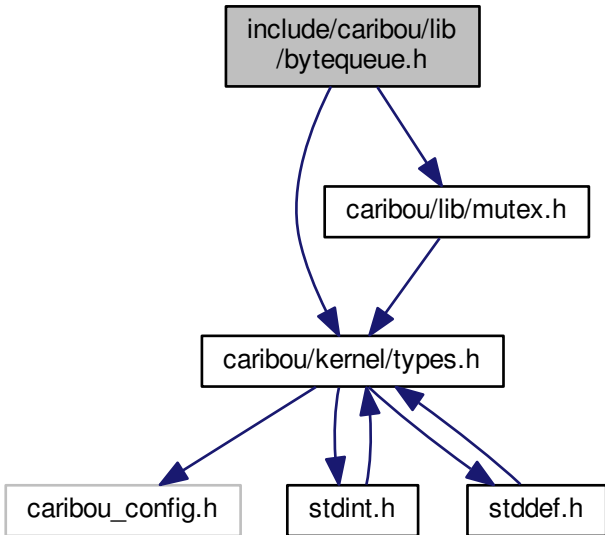 include/caribou/lib
/bytequeue.h
caribou/lib/mutex.h
caribou/kernel/types.h
caribou_config.h
stdint.h
stddef.h